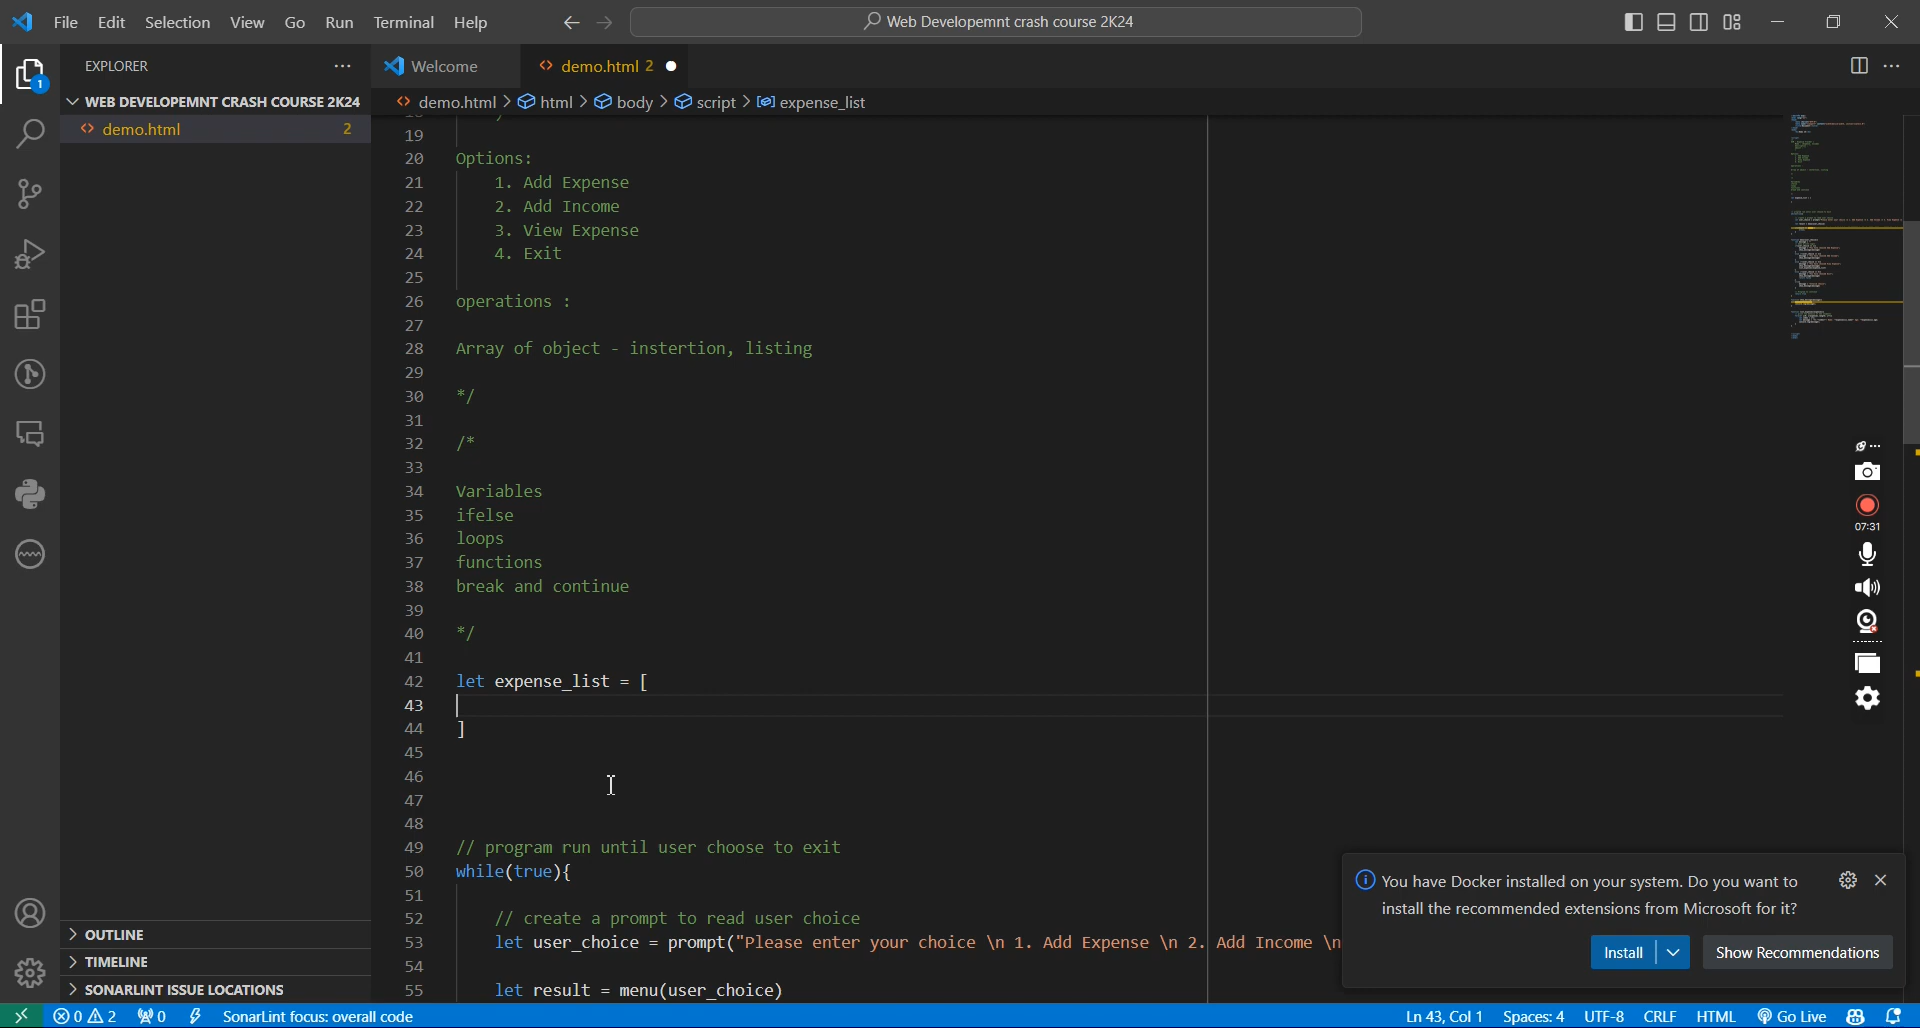 File Edit Selection View Go Run Terminal Help
Web Developemnt crash course 2K24
EXPLORER
Welcome
demo.html 2
WEB DEVELOPEMNT CRASH COURSE 2K24
demo.html 2
demo.html > html > body > script > expense_list
19
20 Options:
21 1. Add Expense
22 2. Add Income
23 3. View Expense
24 4. Exit
25
26 operations :
27
28 Array of object - instertion, listing
29
30 */
31
32 /*
33
34 Variables
35 ifelse
36 loops
37 functions
38 break and continue
39
40 */
41
42 let expense_list = [
43
44 ]
45
46
47
48
49 // program run until user choose to exit
50 while(true){
51
52 // create a prompt to read user choice
53 let user_choice = prompt("Please enter your choice \n 1. Add Expense \n 2. Add Income \n
54
55 let result = menu(user_choice)
1
07:31
You have Docker installed on your system. Do you want to
install the recommended extensions from Microsoft for it?
Install
Show Recommendations
OUTLINE
TIMELINE
SONARLINT ISSUE LOCATIONS
0 2 0 SonarLint focus: overall code
Ln 43, Col 1 Spaces: 4 UTF-8 CRLF HTML Go Live